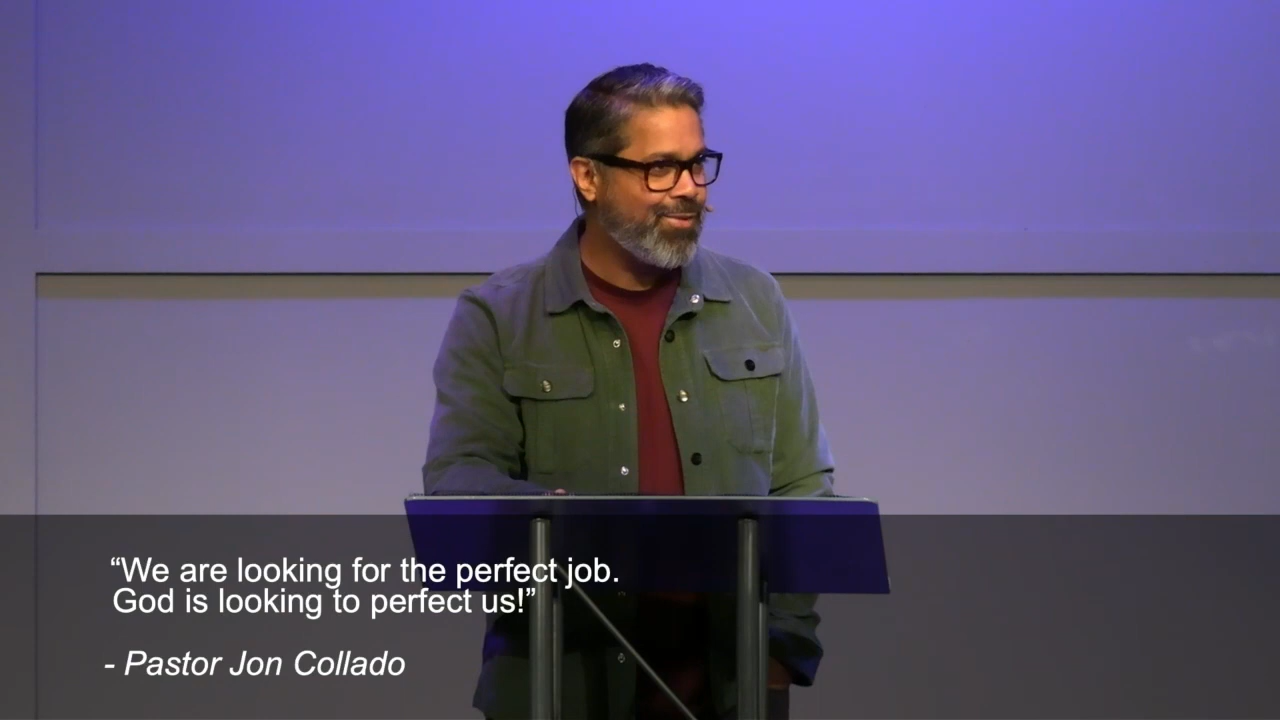 “We are looking for the perfect job.
God is looking to perfect us!”
- Pastor Jon Collado